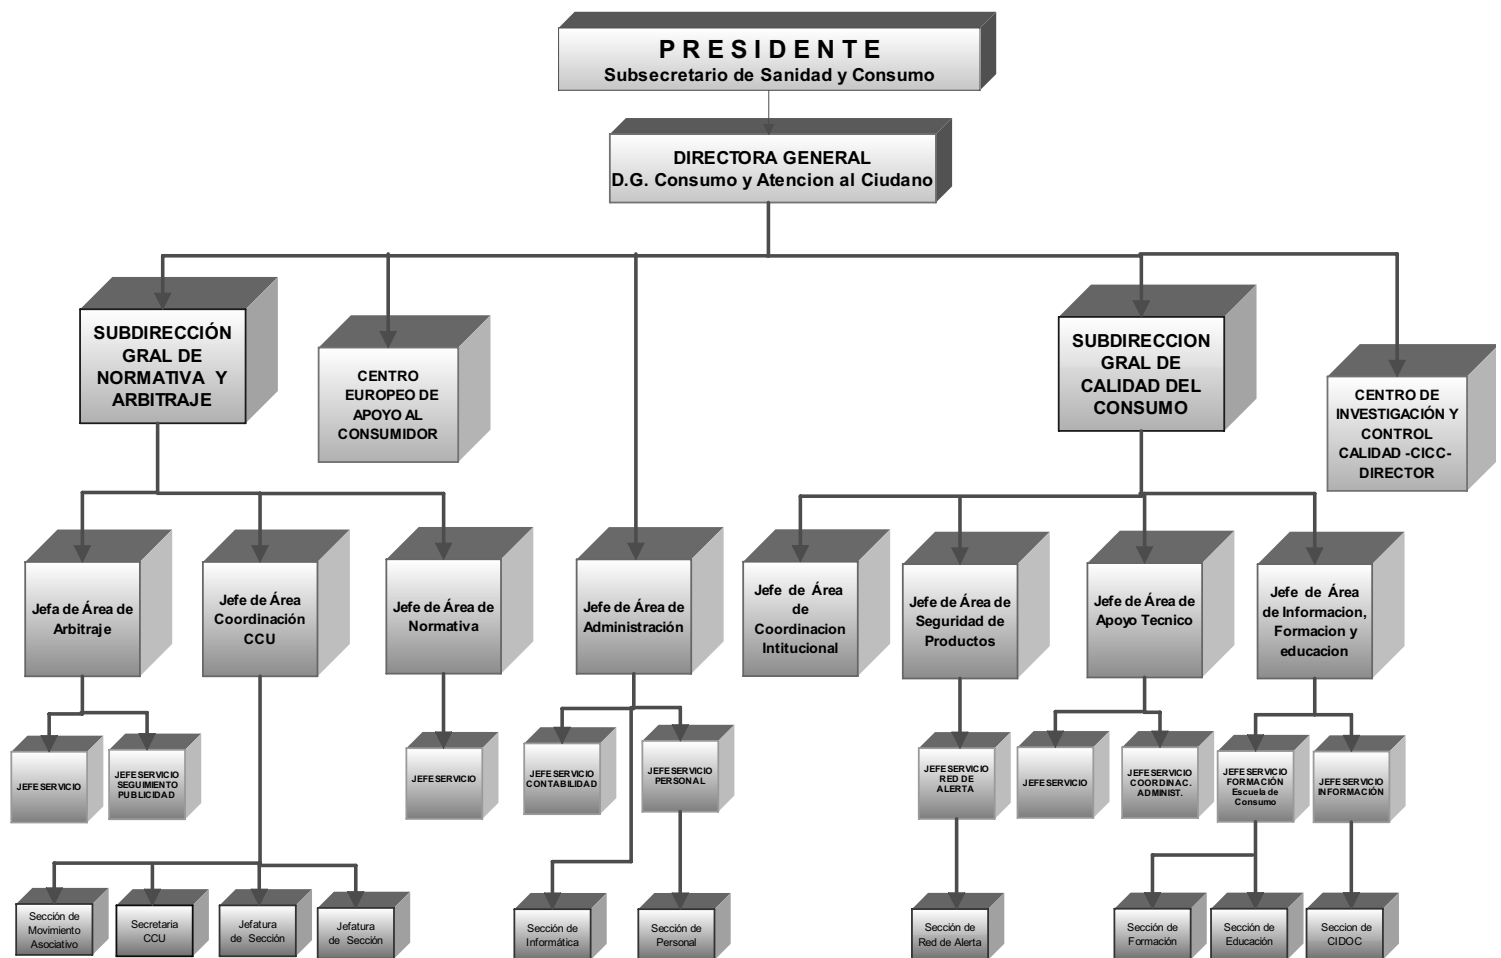 P R E S I D E N T E
Subsecretario de Sanidad y Consumo
DIRECTORA GENERAL
D.G. Consumo y Atencion al Ciudano
SUBDIRECCIÓN
GRAL DE
NORMATIVA Y
ARBITRAJE
CENTRO
EUROPEO DE
APOYO AL
CONSUMIDOR
SUBDIRECCION
GRAL DE
CALIDAD DEL
CONSUMO
CENTRO DE
INVESTIGACIÓN Y
CONTROL
CALIDAD -CICC-
DIRECTOR
Jefa de Área de
Arbitraje
Jefe de Área
Coordinación
CCU
Jefe de Área de
Normativa
Jefe de Área de
Administración
Jefe de Área
de
Coordinacion
Intitucional
Jefe de Área de
Seguridad de
Productos
Jefe de Área de
Apoyo Tecnico
Jefe de Área
de Informacion,
Formacion y
educacion
JEFE SERVICIO
JEFE SERVICIO
SEGUIMIENTO
PUBLICIDAD
JEFE SERVICIO
JEFE SERVICIO
CONTABILIDAD
JEFE SERVICIO
PERSONAL
JEFE SERVICIO
RED DE
ALERTA
JEFE SERVICIO
JEFE SERVICIO
COORDINAC.
ADMINIST.
JEFE SERVICIO
FORMACIÓN
Escuela de
Consumo
JEFE SERVICIO
INFORMACIÓN
Sección de
Movimiento
Asociativo
Secretaria
CCU
Jefatura
de Sección
Jefatura
de Sección
Sección de
Informática
Sección de
Personal
Sección de
Red de Alerta
Sección de
Formación
Sección de
Educación
Seccion de
CIDOC